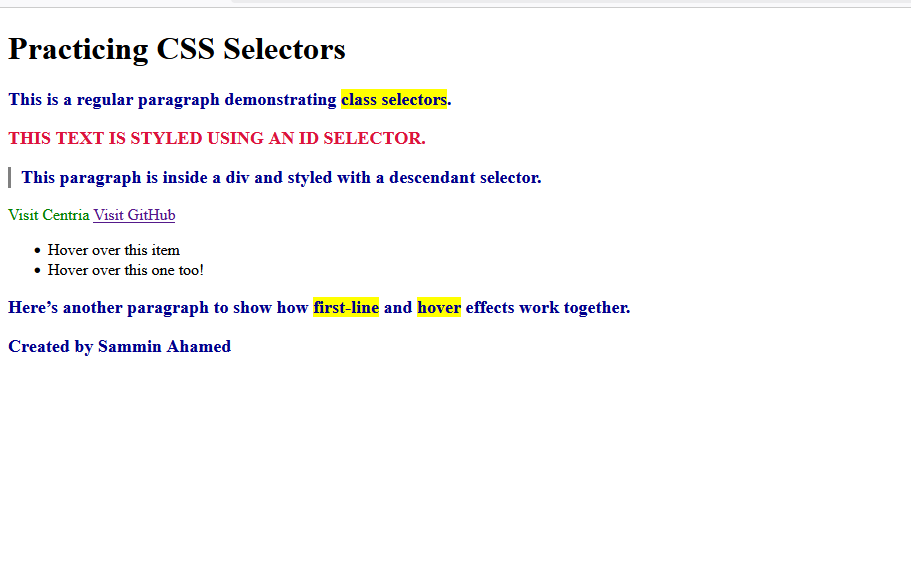 Practicing CSS Selectors
This is a regular paragraph demonstrating class selectors.
THIS TEXT IS STYLED USING AN ID SELECTOR.
This paragraph is inside a div and styled with a descendant selector.
Visit Centria Visit GitHub
• Hover over this item
• Hover over this one too!
Here’s another paragraph to show how first-line and hover effects work together.
Created by Sammin Ahamed